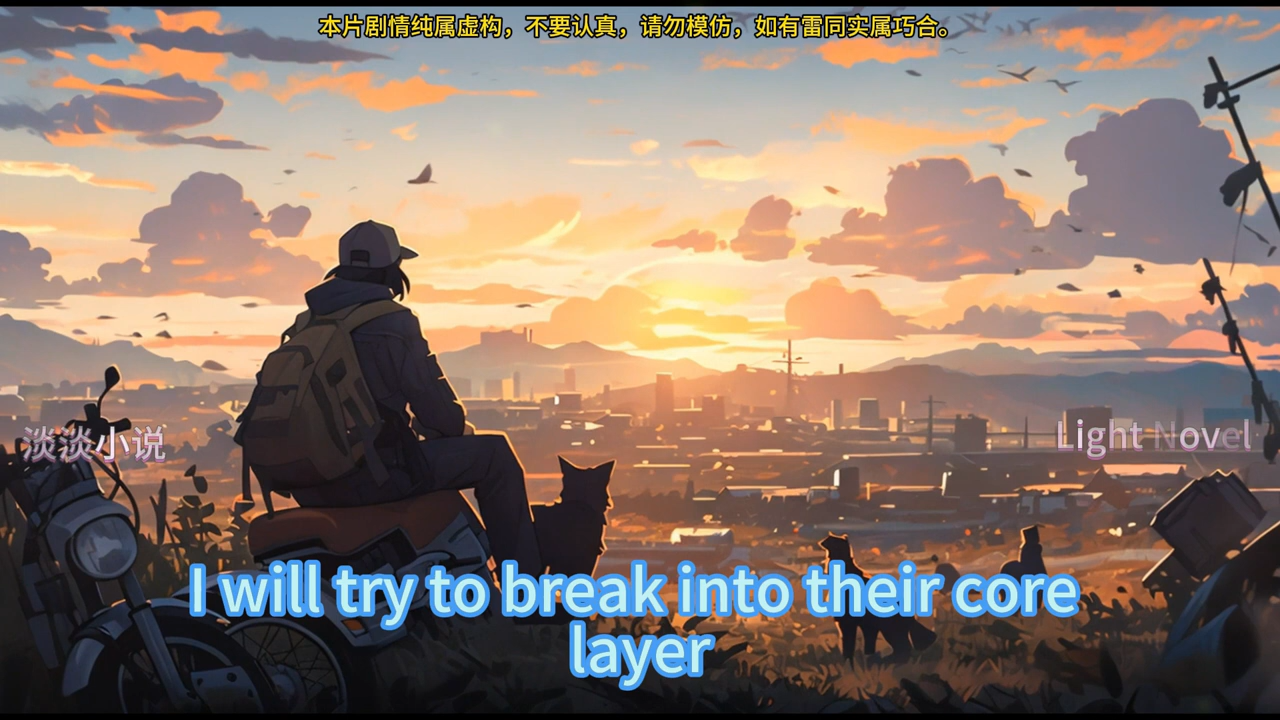 本片剧情纯属虚构，不要认真，请勿模仿，如有雷同实属巧合。
淡淡小说
Light Novel
I will try to break into their core
layer